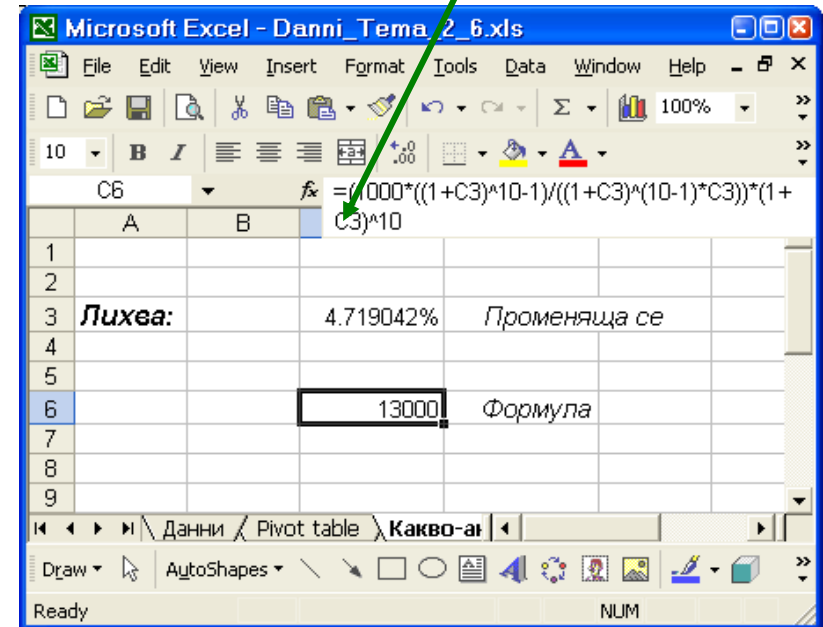 Microsoft Excel - Danni_Tema_2_6.xls
File Edit View Insert Format Tools Data Window Help
Σ 100%
10 B I A
C6 fx =(1000*((1+C3)^10-1)/((1+C3)^(10-1)*C3))*(1+
C3)^10
A B
1
2
3 Лихва: 4.719042% Променяща се
4
5
6 13000 Формула
7
8
9
Данни Pivot table Какво-ан
Draw AutoShapes
Ready NUM